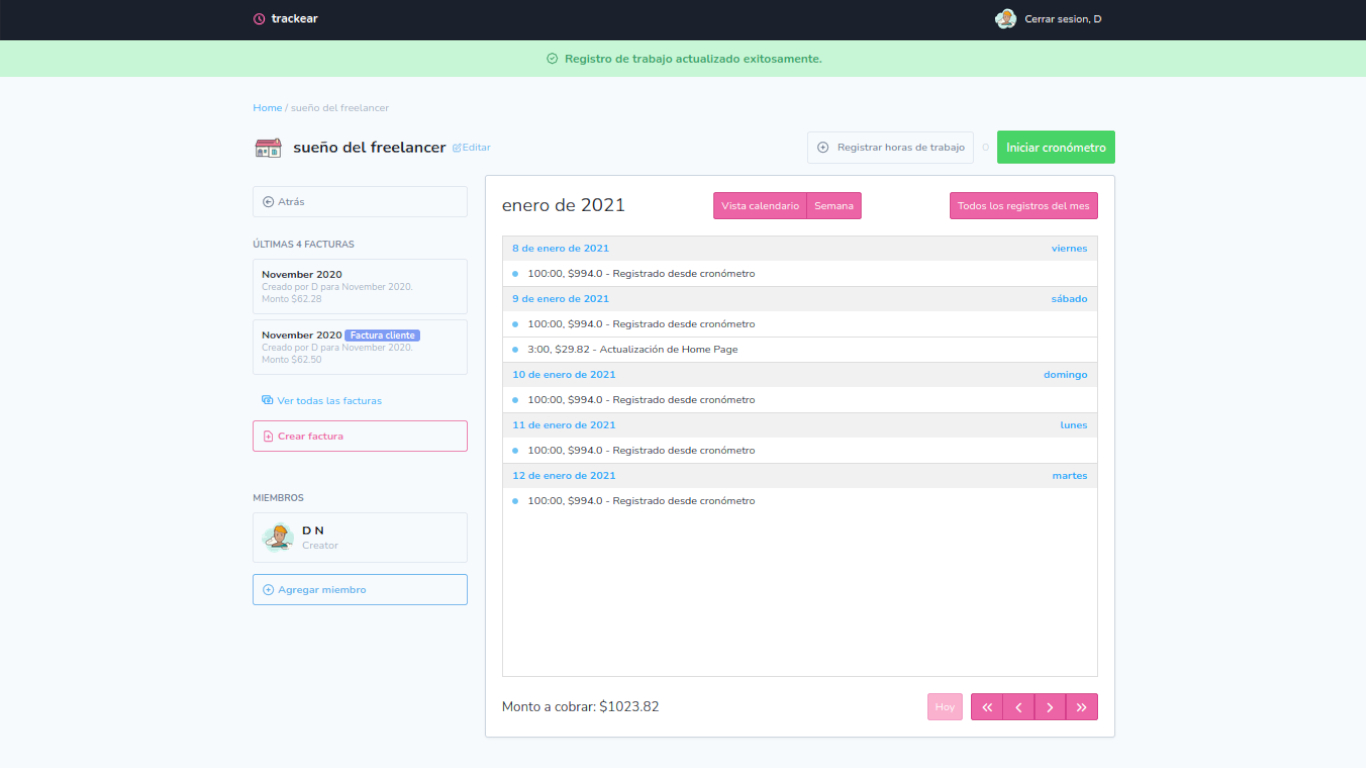 trackear
Cerrar sesion, D
Registro de trabajo actualizado exitosamente.
Home / sueño del freelancer
sueño del freelancer Editar
Registrar horas de trabajo
O
Iniciar cronómetro
Atrás
ÚLTIMAS 4 FACTURAS
November 2020
Creado por D para November 2020.
Monto $62.28
November 2020 Factura cliente
Creado por D para November 2020.
Monto $62.50
Ver todas las facturas
Crear factura
MIEMBROS
D N
Creator
Agregar miembro
enero de 2021
Vista calendario Semana
Todos los registros del mes
8 de enero de 2021 viernes
100:00, $994.0 - Registrado desde cronómetro
9 de enero de 2021 sábado
100:00, $994.0 - Registrado desde cronómetro
3:00, $29.82 - Actualización de Home Page
10 de enero de 2021 domingo
100:00, $994.0 - Registrado desde cronómetro
11 de enero de 2021 lunes
100:00, $994.0 - Registrado desde cronómetro
12 de enero de 2021 martes
100:00, $994.0 - Registrado desde cronómetro
Monto a cobrar: $1023.82
Hoy